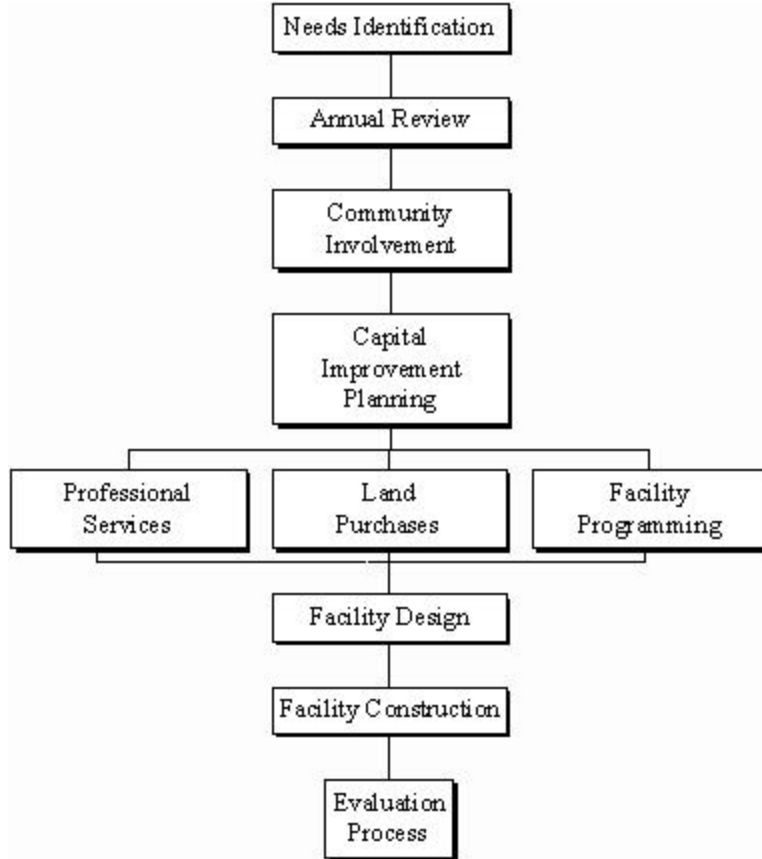 Needs Identification
Annual Review
Community
Involvement
Capital
Improvement
Planning
Professional
Services
Land
Purchases
Facility
Programming
Facility Design
Facility Construction
Evaluation
Process